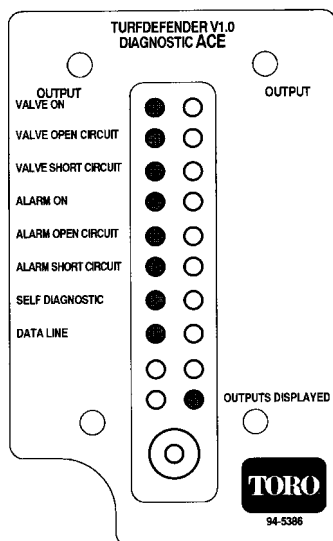 TURFDEFENDER V1.0
DIAGNOSTIC ACE
OUTPUT OUTPUT
VALVE ON
VALVE OPEN CIRCUIT
VALVE SHORT CIRCUIT
ALARM ON
ALARM OPEN CIRCUIT
ALARM SHORT CIRCUIT
SELF DIAGNOSTIC
DATA LINE
OUTPUTS DISPLAYED
TORO
94-5386